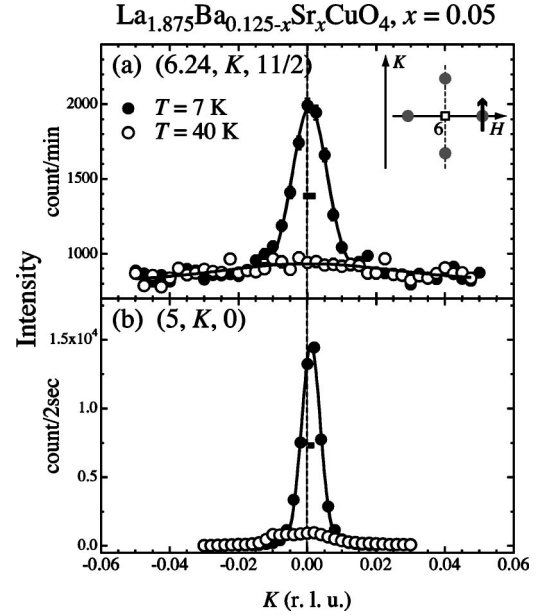 La1.875Ba0.125-xSrxCuO4, x = 0.05
(a) (6.24, K, 11/2)
T = 7 K
T = 40 K
K
6
H
2000
1500
1000
count/min
Intensity
(b) (5, K, 0)
1.5x10^4
1.0
0.5
0.0
count/2sec
-0.06 -0.04 -0.02 0.00 0.02 0.04 0.06
K (r. l. u.)